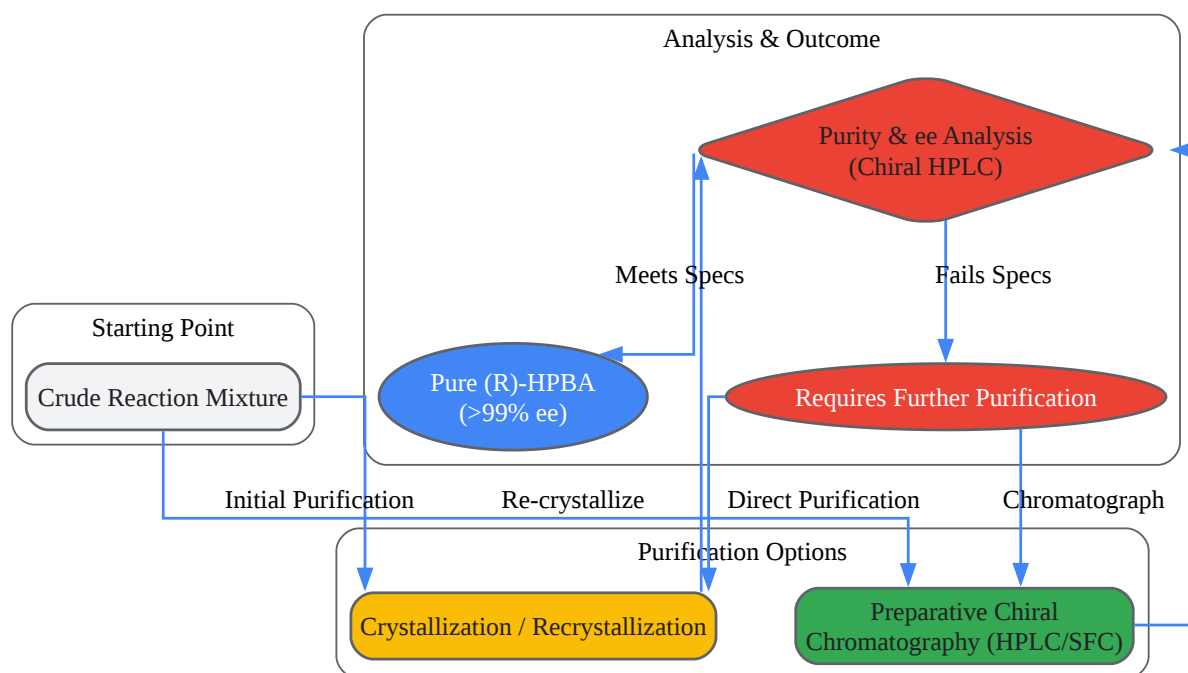 Analysis & Outcome
Purity & ee Analysis
(Chiral HPLC)
Meets Specs
Fails Specs
Starting Point
Crude Reaction Mixture
Pure (R)-HPBA
(>99% ee)
Requires Further Purification
Initial Purification
Re-crystallize
Direct Purification
Chromatograph
Purification Options
Crystallization / Recrystallization
Preparative Chiral
Chromatography (HPLC/SFC)